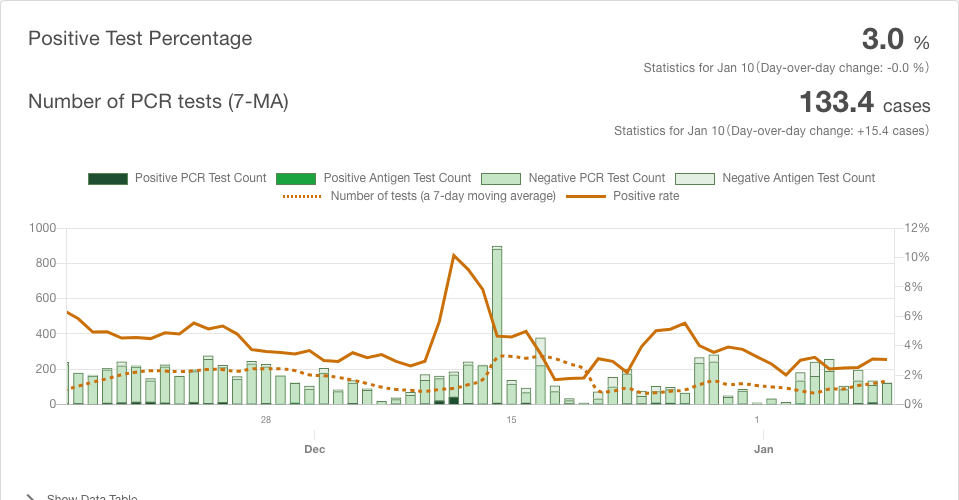 Positive Test Percentage
3.0 %
Statistics for Jan 10(Day-over-day change: -0.0 %)
Number of PCR tests (7-MA)
133.4 cases
Statistics for Jan 10(Day-over-day change: +15.4 cases)
Positive PCR Test Count Positive Antigen Test Count Negative PCR Test Count Negative Antigen Test Count
Number of tests (a 7-day moving average) Positive rate
1000 12%
800 10%
600 8%
400 6%
200 4%
0 2%
0%
28 15 1
Dec Jan
Show Data Table